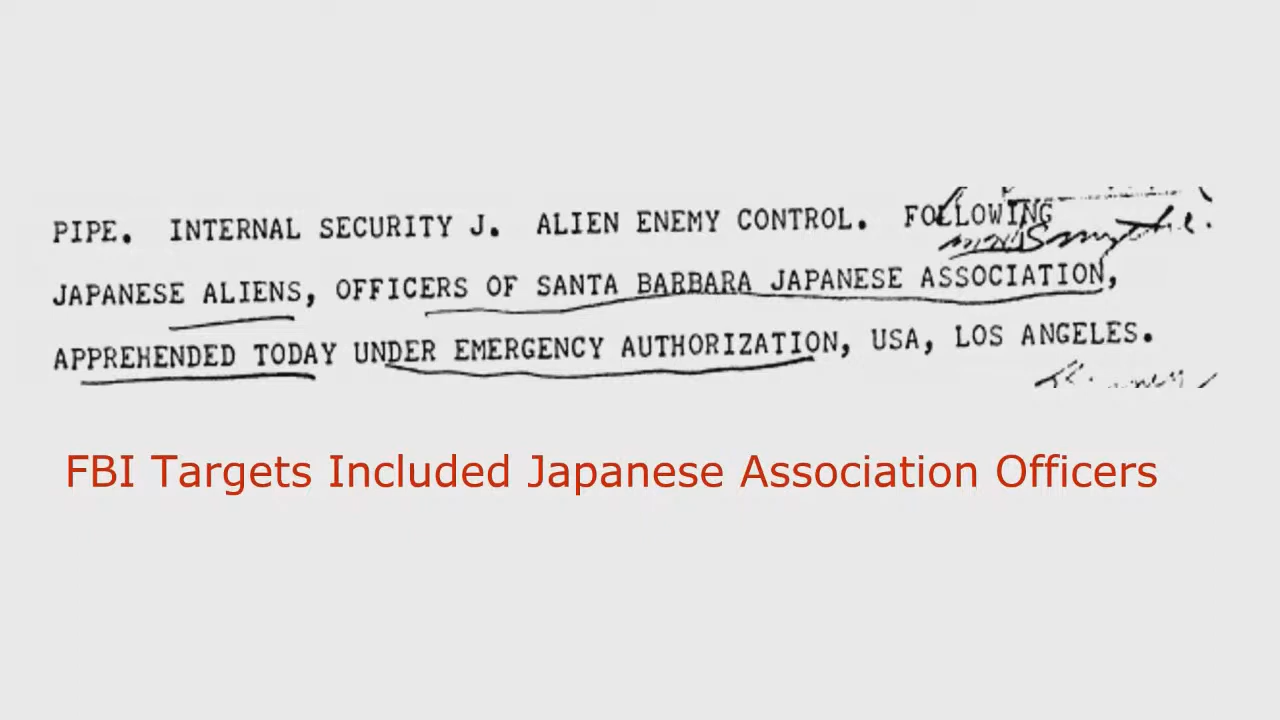 PIPE. INTERNAL SECURITY J. ALIEN ENEMY CONTROL. FOLLOWING
JAPANESE ALIENS, OFFICERS OF SANTA BARBARA JAPANESE ASSOCIATION,
APPREHENDED TODAY UNDER EMERGENCY AUTHORIZATION, USA, LOS ANGELES.
FBI Targets Included Japanese Association Officers